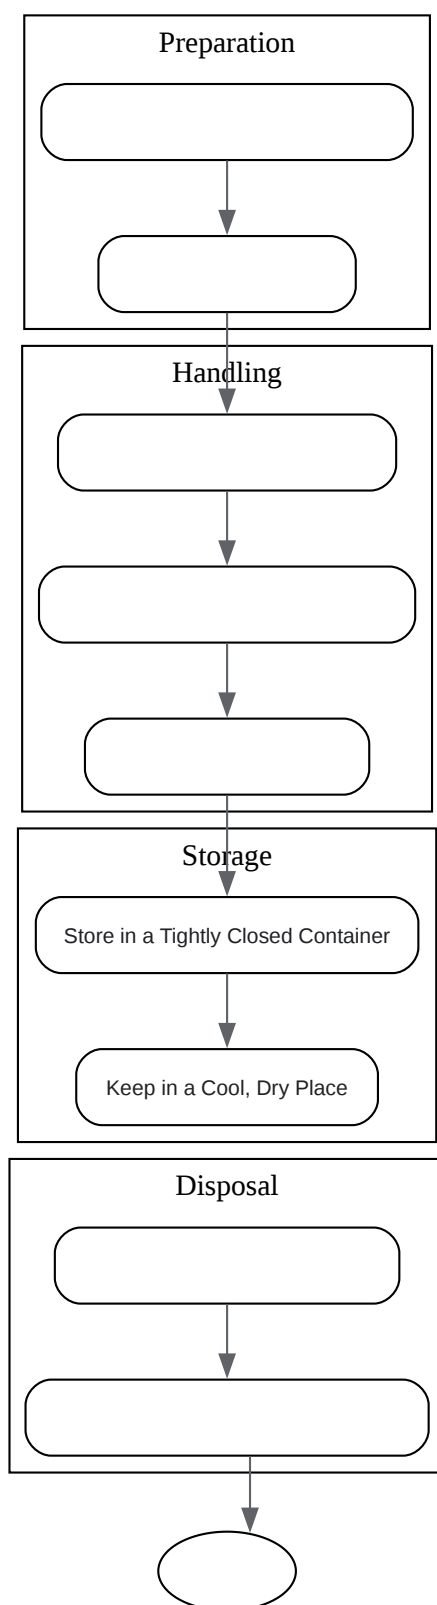 Preparation
Handling
Storage
Store in a Tightly Closed Container
Keep in a Cool, Dry Place
Disposal